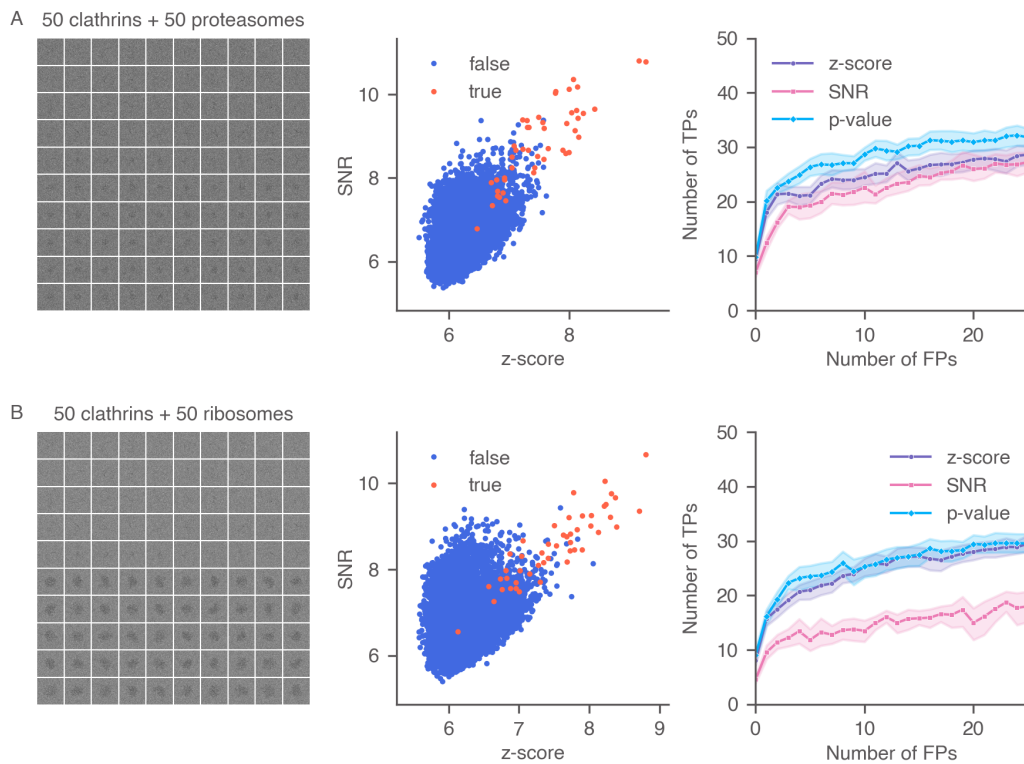 A 50 clathrins + 50 proteasomes
false
true
SNR
10
8
6
6 8
z-score
z-score
SNR
p-value
Number of TPs
50
40
30
20
10
0
0 10 20
Number of FPs
B 50 clathrins + 50 ribosomes
false
true
SNR
10
8
6
6 7 8 9
z-score
z-score
SNR
p-value
Number of TPs
50
40
30
20
10
0
0 10 20
Number of FPs